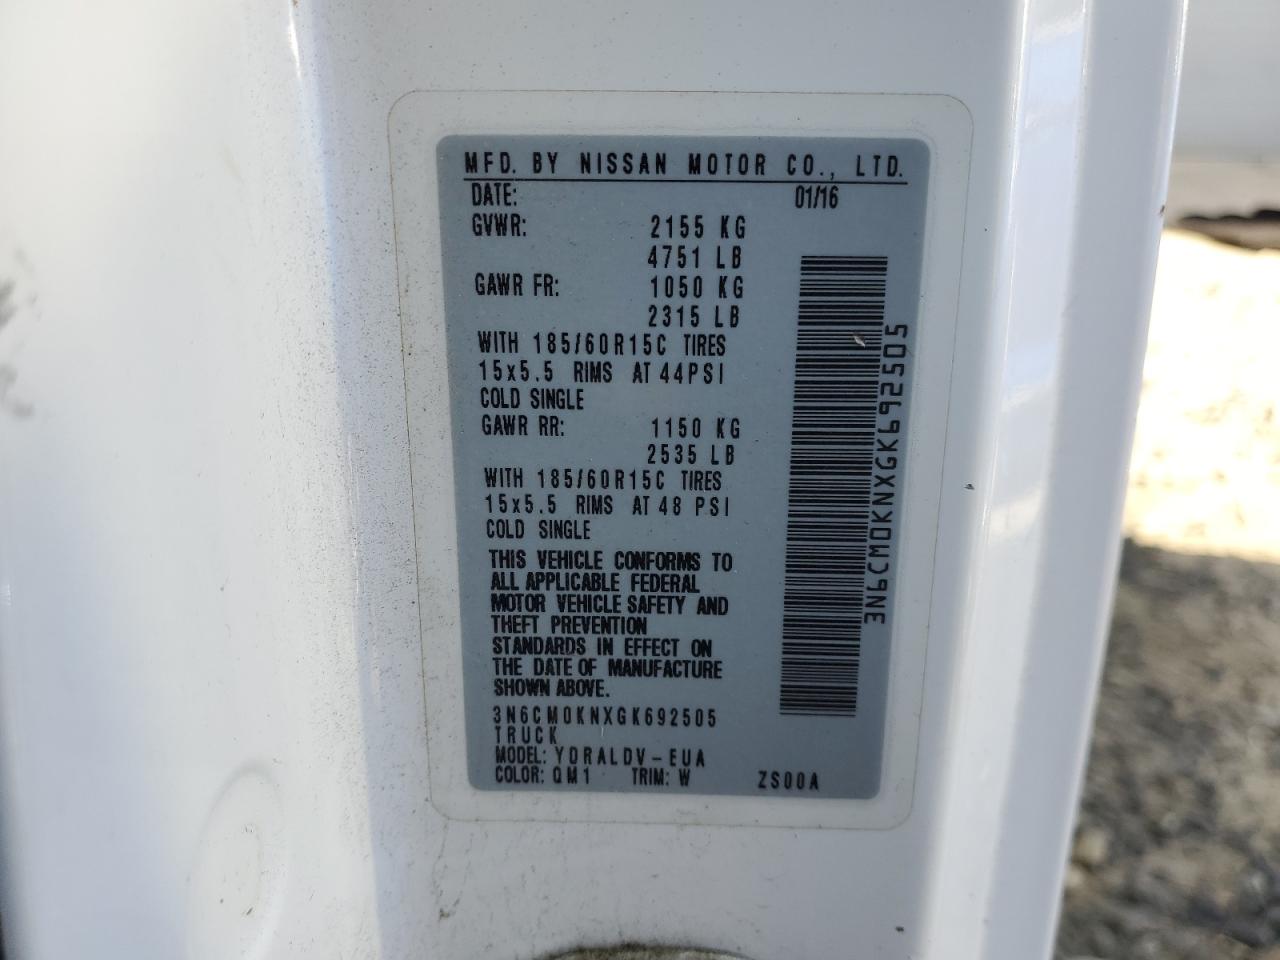 MFD. BY NISSAN MOTOR CO., LTD.
DATE: 01/16
GVWR: 2155 KG
4751 LB
GAWR FR: 1050 KG
2315 LB
WITH 185/60R15C TIRES
15x5.5 RIMS AT 44PSI
COLD SINGLE
GAWR RR: 1150 KG
2535 LB
WITH 185/60R15C TIRES
15x5.5 RIMS AT 48 PSI
COLD SINGLE
THIS VEHICLE CONFORMS TO
ALL APPLICABLE FEDERAL
MOTOR VEHICLE SAFETY AND
THEFT PREVENTION
STANDARDS IN EFFECT ON
THE DATE OF MANUFACTURE
SHOWN ABOVE.
3N6CM0KNXGK692505
TRUCK
MODEL: YDRALDV-EUA
COLOR: QM1 TRIM: W ZS00A
3N6CM0KNXGK692505